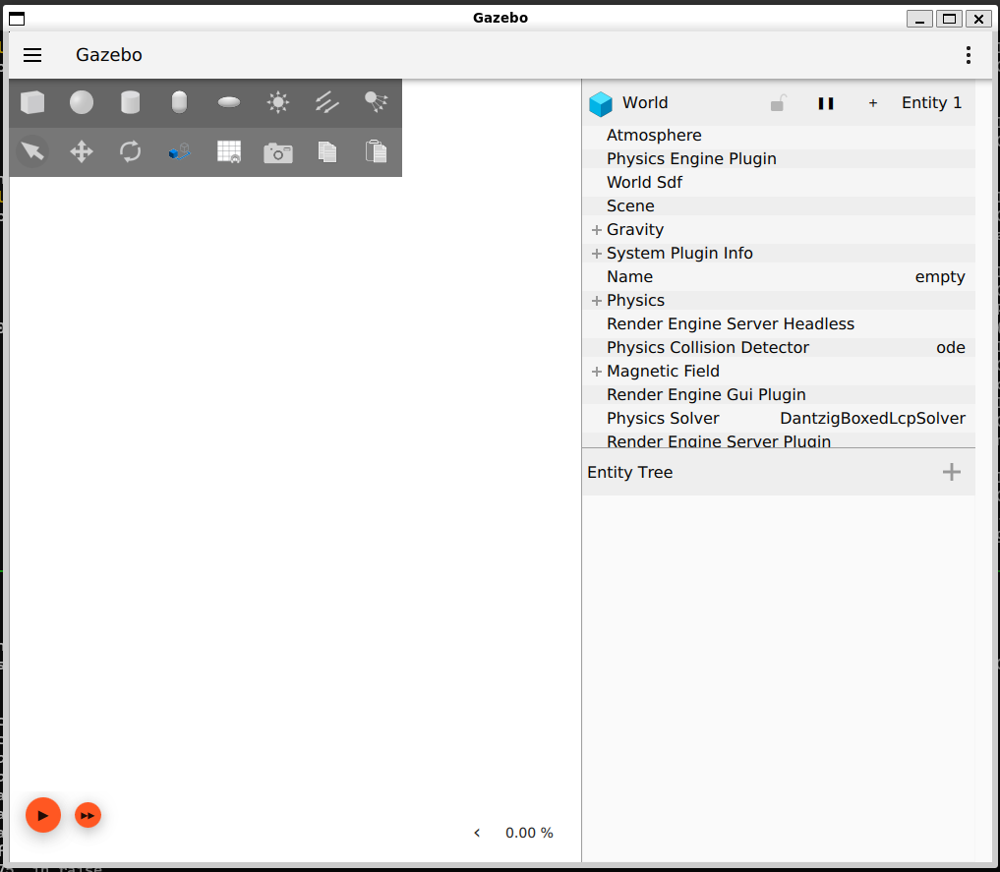 Gazebo
Gazebo
World + Entity 1
Atmosphere
Physics Engine Plugin
World Sdf
Scene
+ Gravity
+ System Plugin Info
Name empty
+ Physics
Render Engine Server Headless
Physics Collision Detector ode
+ Magnetic Field
Render Engine Gui Plugin
Physics Solver DantzigBoxedLcpSolver
Render Engine Server Plugin
Entity Tree +
< 0.00 %
in raise